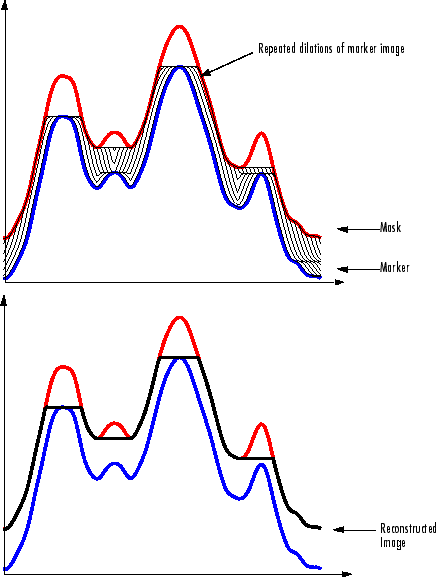 Repeated dilations of marker image
Mask
Marker
Reconstructed
Image